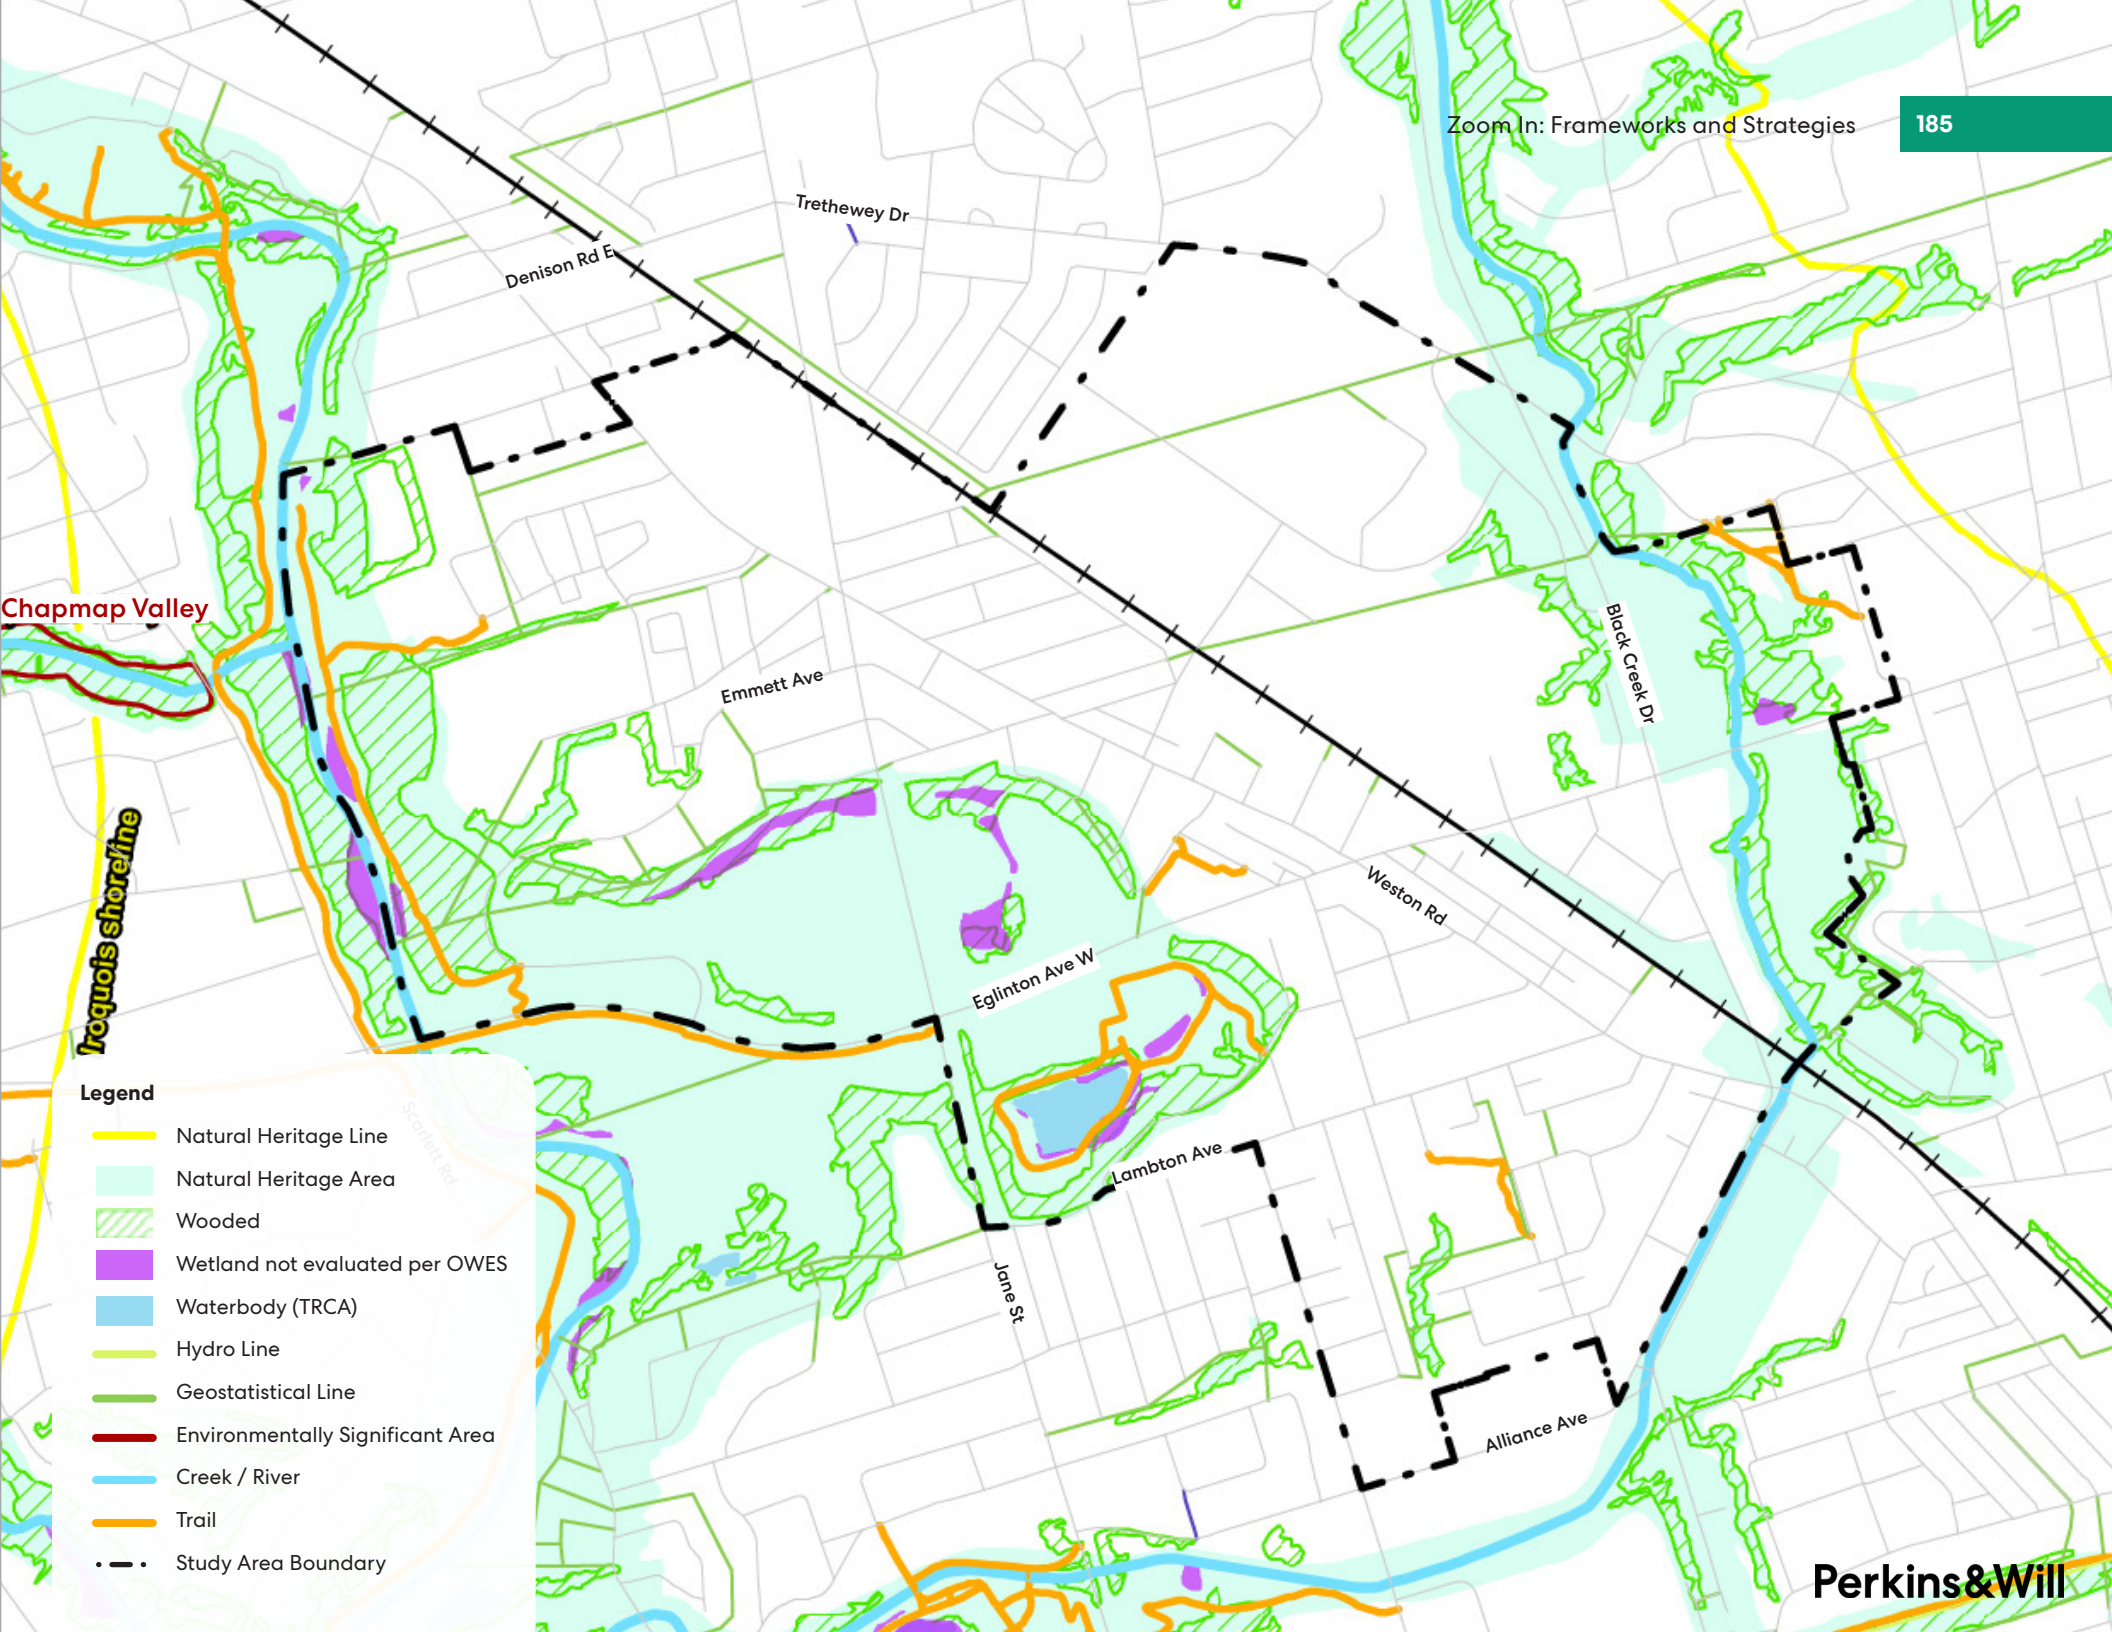 Zoom In: Frameworks and Strategies
185
Trethewey Dr
Denison Rd E
Chapmap Valley
Black Creek Dr
Emmett Ave
Weston Rd
Iroquois shoreline
Eglinton Ave W
Lambton Ave
Scarlett Rd
Jane St
Alliance Ave
Legend
Natural Heritage Line
Natural Heritage Area
Wooded
Wetland not evaluated per OWES
Waterbody (TRCA)
Hydro Line
Geostatistical Line
Environmentally Significant Area
Creek / River
Trail
Study Area Boundary
Perkins&Will